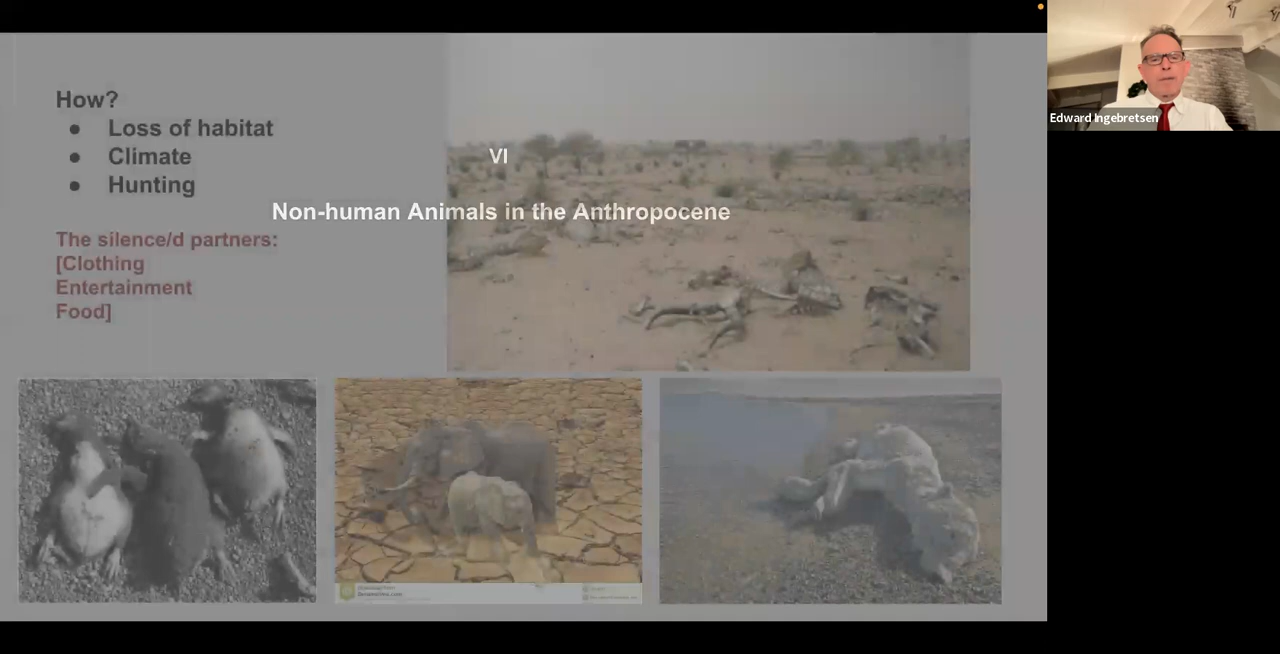 How?
● Loss of habitat
● Climate
● Hunting
The silence/d partners:
[Clothing
Entertainment
Food]
VI
Non-human Animals in the Anthropocene
Edward Ingebretsen